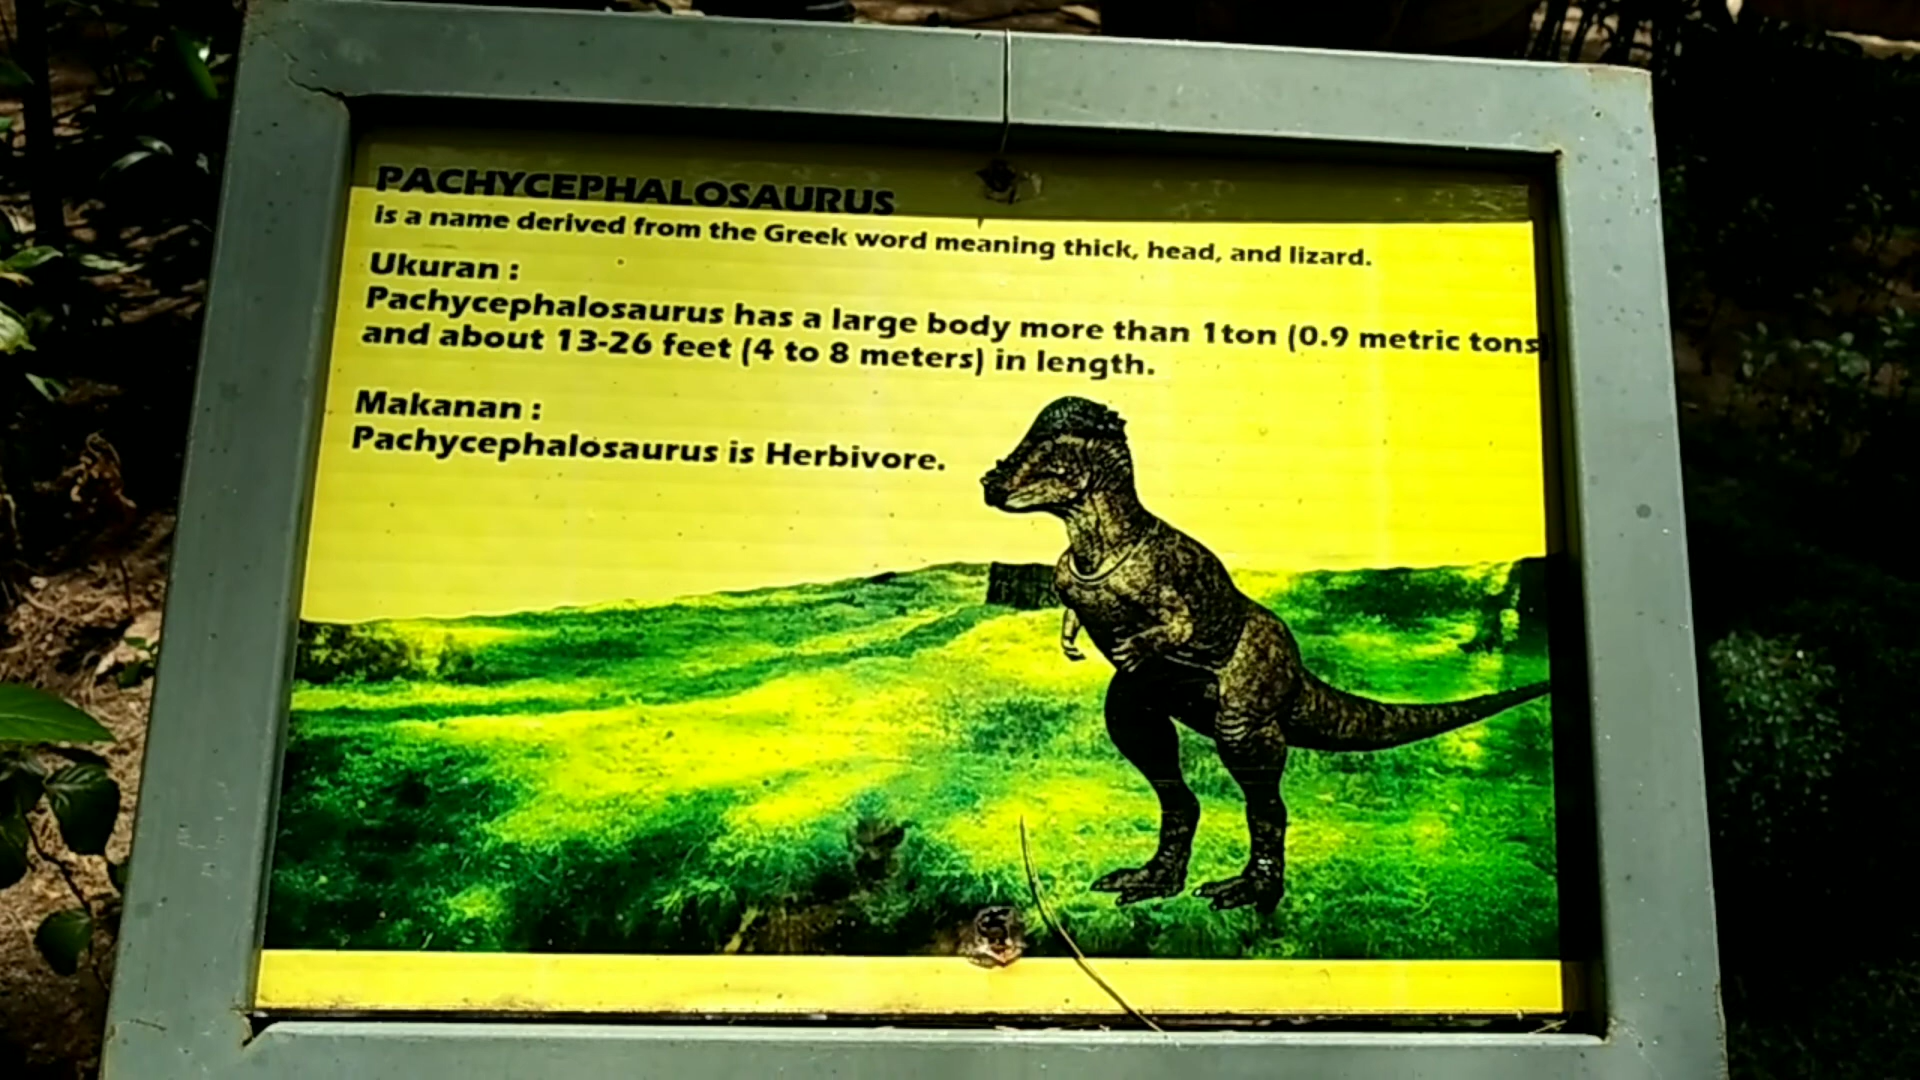 PACHYCEPHALOSAURUS
is a name derived from the Greek word meaning thick, head, and lizard.
Ukuran :
Pachycephalosaurus has a large body more than 1ton (0.9 metric tons)
and about 13-26 feet (4 to 8 meters) in length.
Makanan :
Pachycephalosaurus is Herbivore.